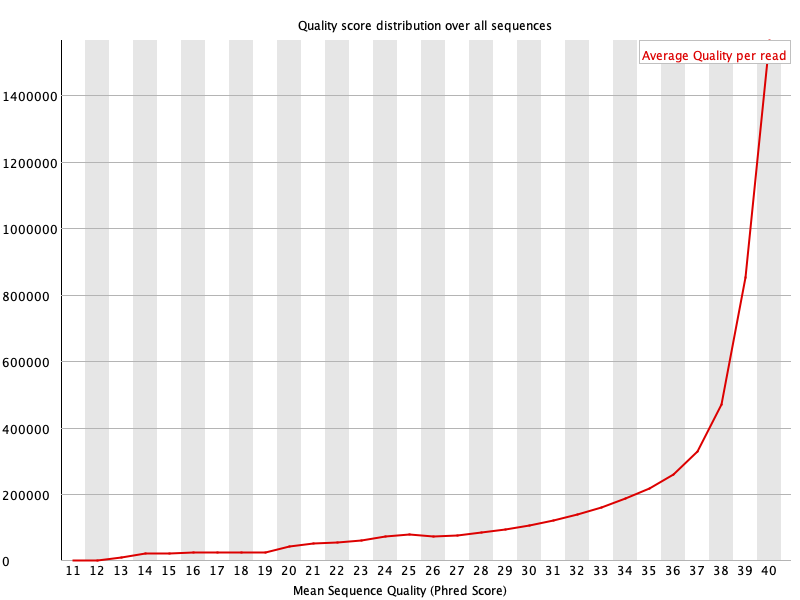 Quality score distribution over all sequences
Average Quality per read
1400000
1200000
1000000
800000
600000
400000
200000
0
11 12 13 14 15 16 17 18 19 20 21 22 23 24 25 26 27 28 29 30 31 32 33 34 35 36 37 38 39 40
Mean Sequence Quality (Phred Score)